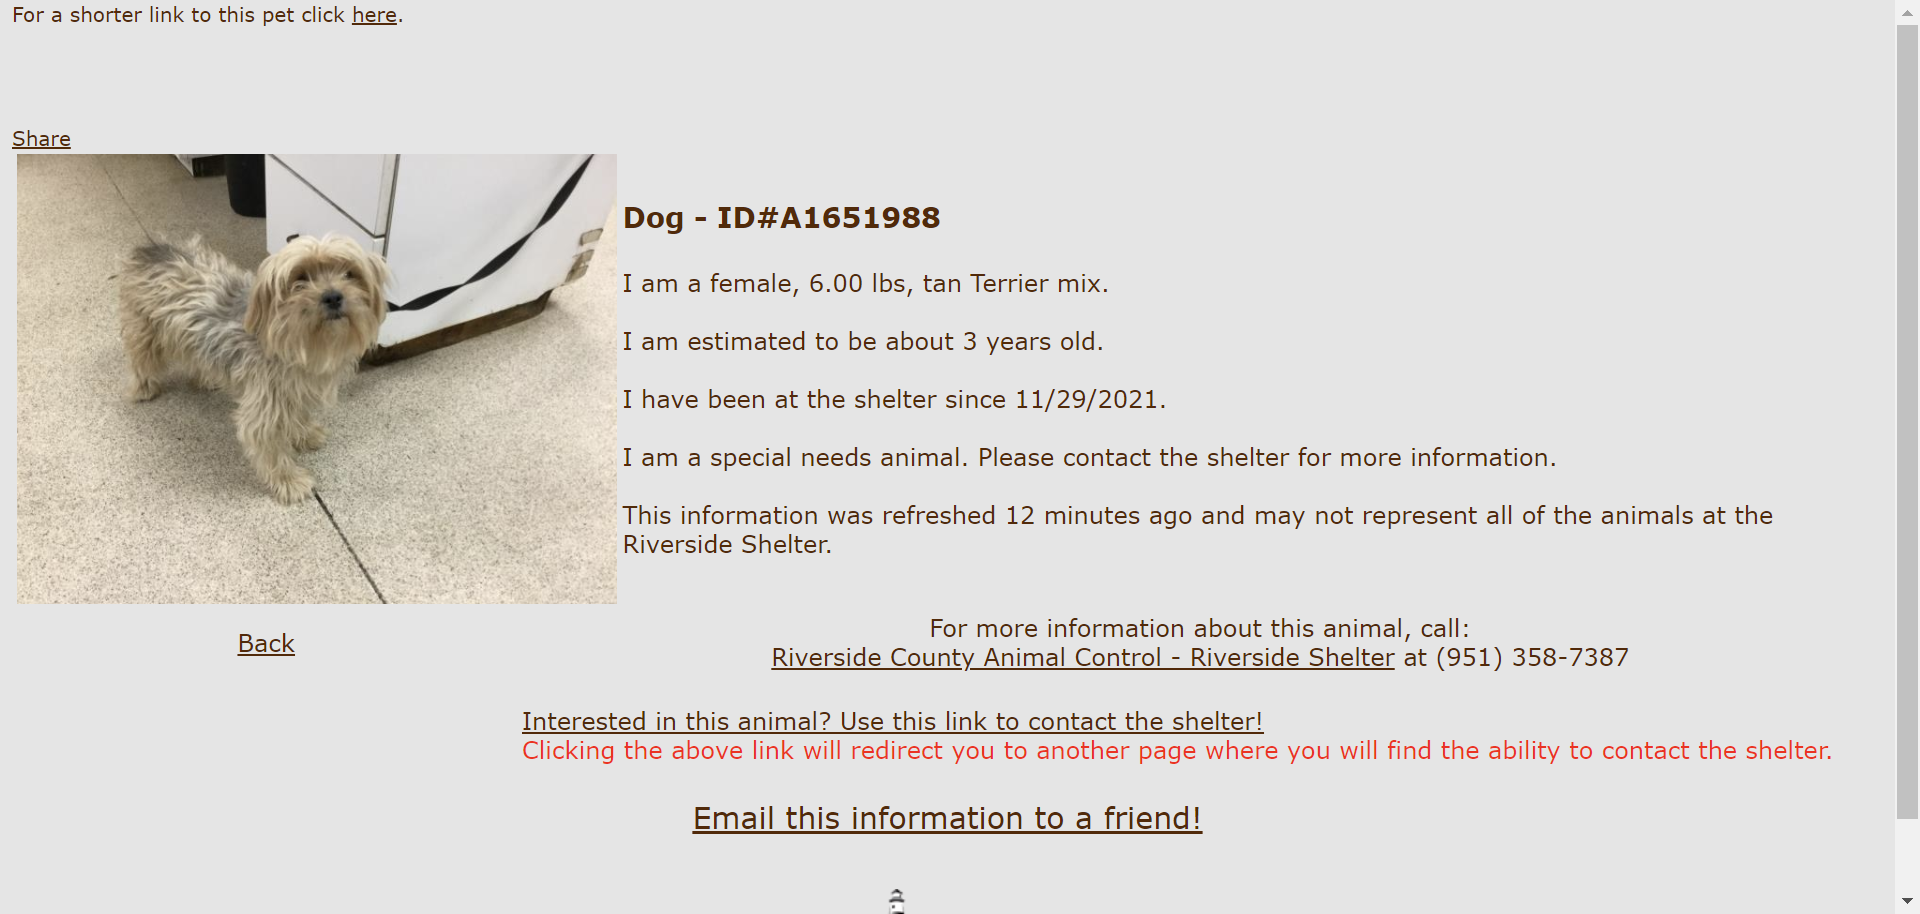 For a shorter link to this pet click here.
Share
Dog - ID#A1651988
I am a female, 6.00 lbs, tan Terrier mix.
I am estimated to be about 3 years old.
I have been at the shelter since 11/29/2021.
I am a special needs animal. Please contact the shelter for more information.
This information was refreshed 12 minutes ago and may not represent all of the animals at the
Riverside Shelter.
Back
For more information about this animal, call:
Riverside County Animal Control - Riverside Shelter at (951) 358-7387
Interested in this animal? Use this link to contact the shelter!
Clicking the above link will redirect you to another page where you will find the ability to contact the shelter.
Email this information to a friend!